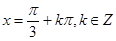 x = π/3 + kπ, k ∈ Z